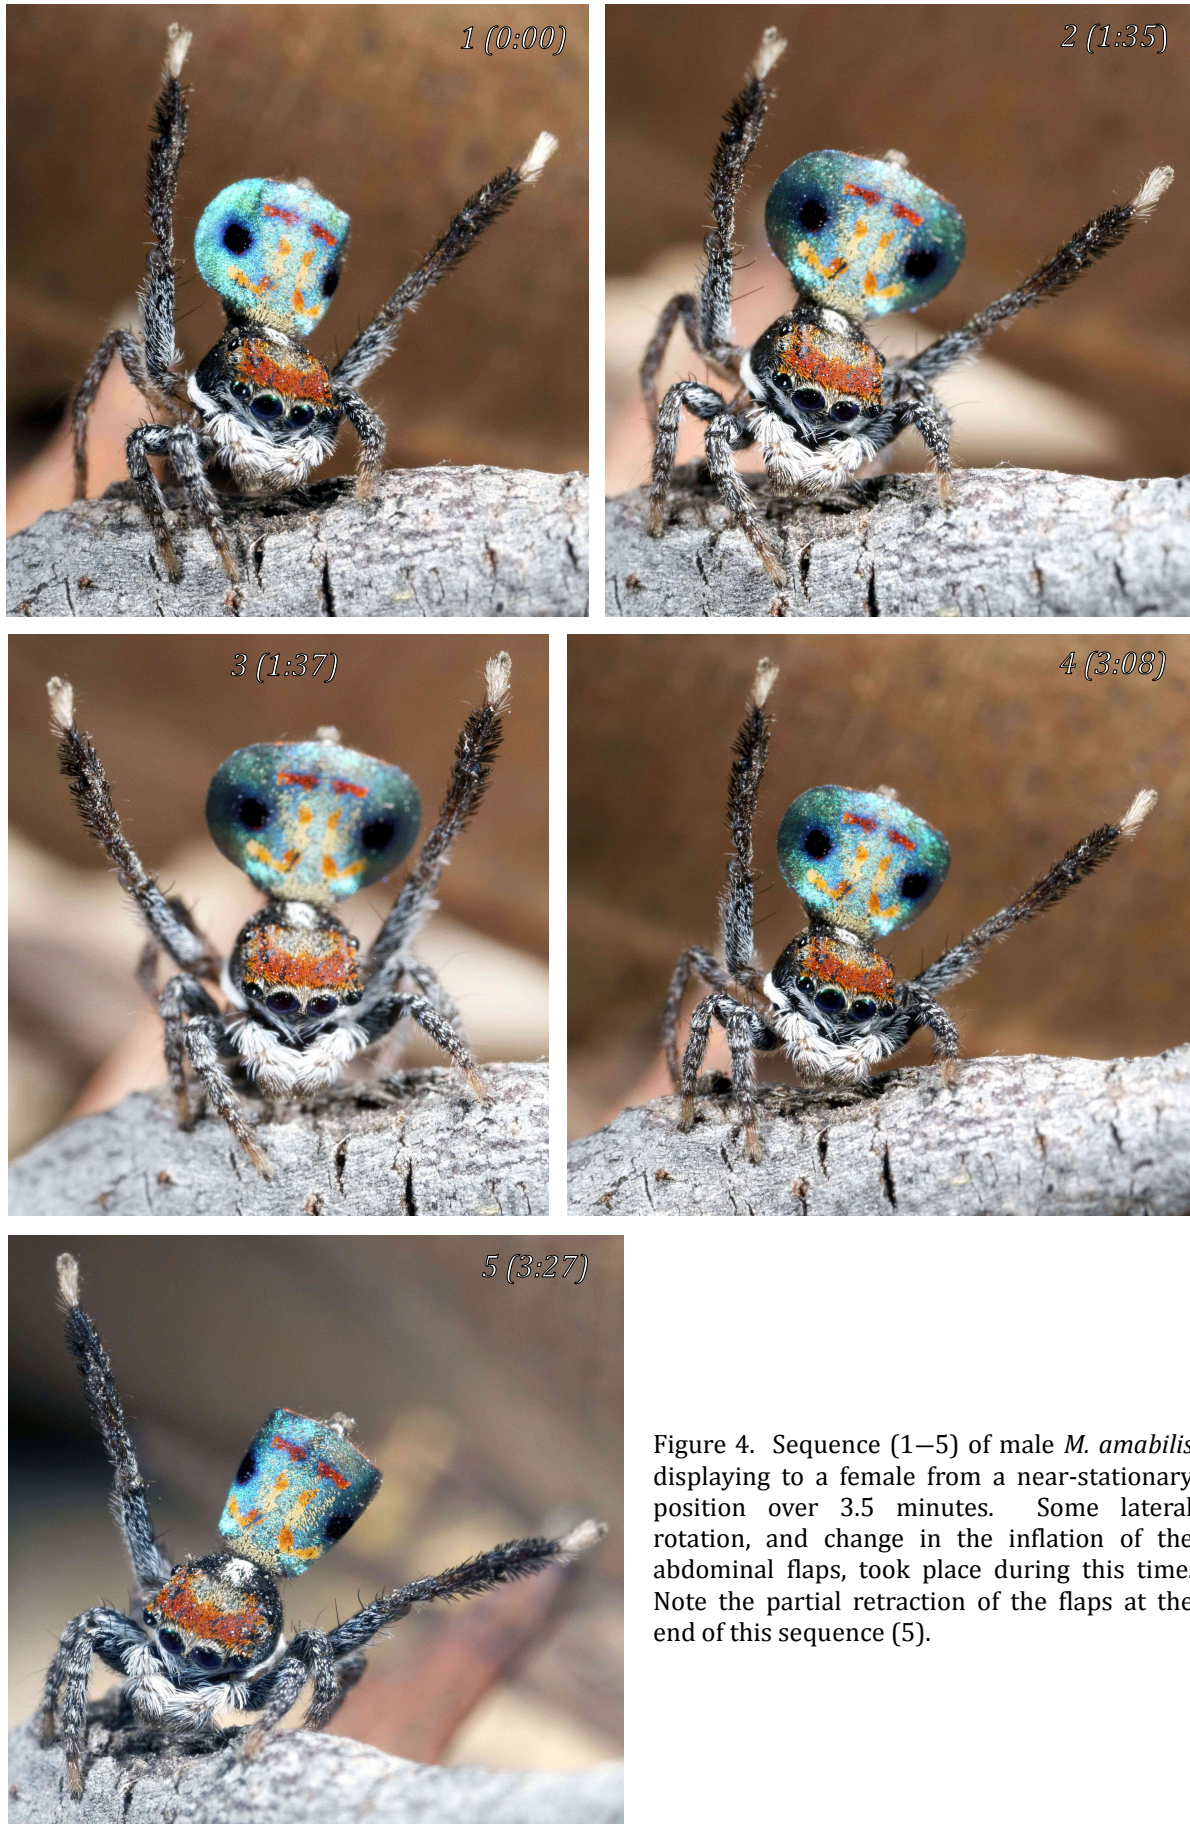 1 (0:00)
2 (1:35)
3 (1:37)
4 (3:08)
5 (3:27)
Figure 4. Sequence (1—5) of male M. amabilis
displaying to a female from a near-stationary
position over 3.5 minutes. Some lateral
rotation, and change in the inflation of the
abdominal flaps, took place during this time.
Note the partial retraction of the flaps at the
end of this sequence (5).